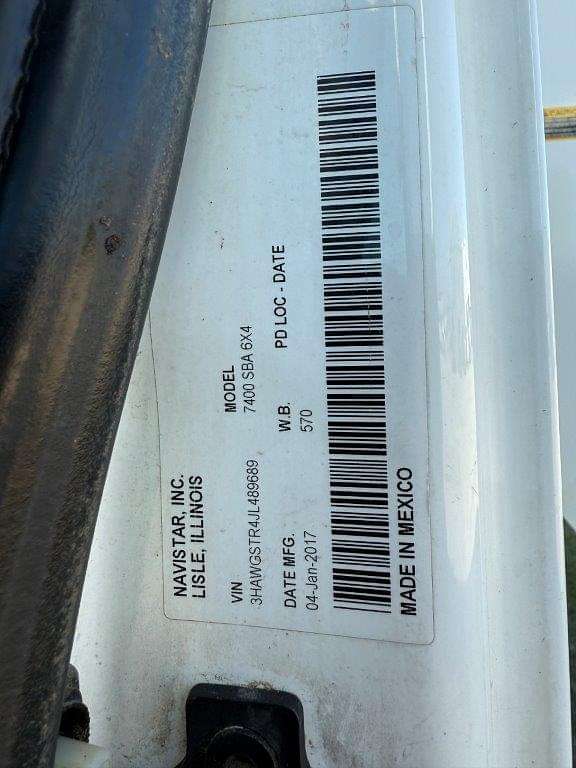 NAVISTAR, INC.
LISLE, ILLINOIS
VIN MODEL
3HAWGSTR4JL489689 7400 SBA 6X4
DATE MFG. W.B. PD LOC - DATE
04-Jan-2017 570
MADE IN MEXICO